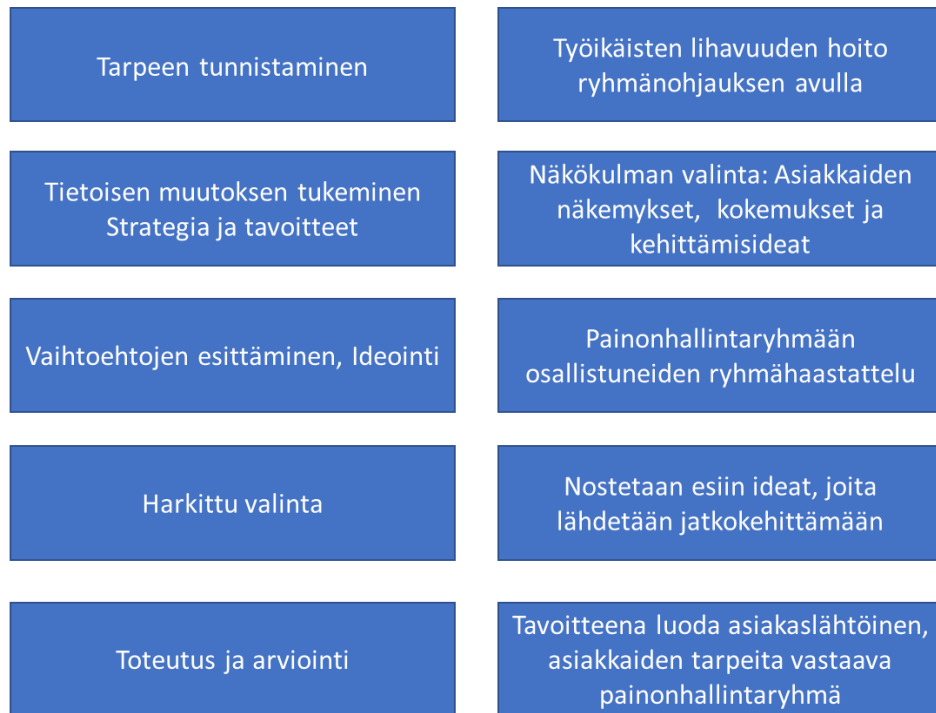 Tarpeen tunnistaminen
Työikäisten lihavuuden hoito
ryhmänohjauksen avulla
Tietoisen muutoksen tukeminen
Strategia ja tavoitteet
Näkökulman valinta: Asiakkaiden
näkemykset, kokemukset ja
kehittämisideat
Vaihtoehtojen esittäminen, Ideointi
Painonhallintaryhmään
osallistuneiden ryhmähaastattelu
Harkittu valinta
Nostetaan esiin ideat, joita
lähdetään jatkokehittämään
Toteutus ja arviointi
Tavoitteena luoda asiakaslähtöinen,
asiakkaiden tarpeita vastaava
painonhallintaryhmä